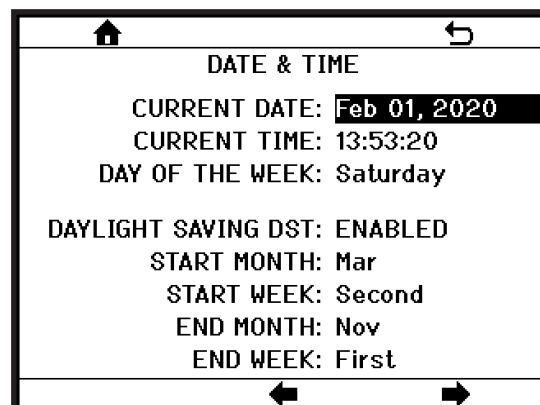 DATE & TIME
CURRENT DATE: Feb 01, 2020
CURRENT TIME: 13:53:20
DAY OF THE WEEK: Saturday
DAYLIGHT SAVING DST: ENABLED
START MONTH: Mar
START WEEK: Second
END MONTH: Nov
END WEEK: First